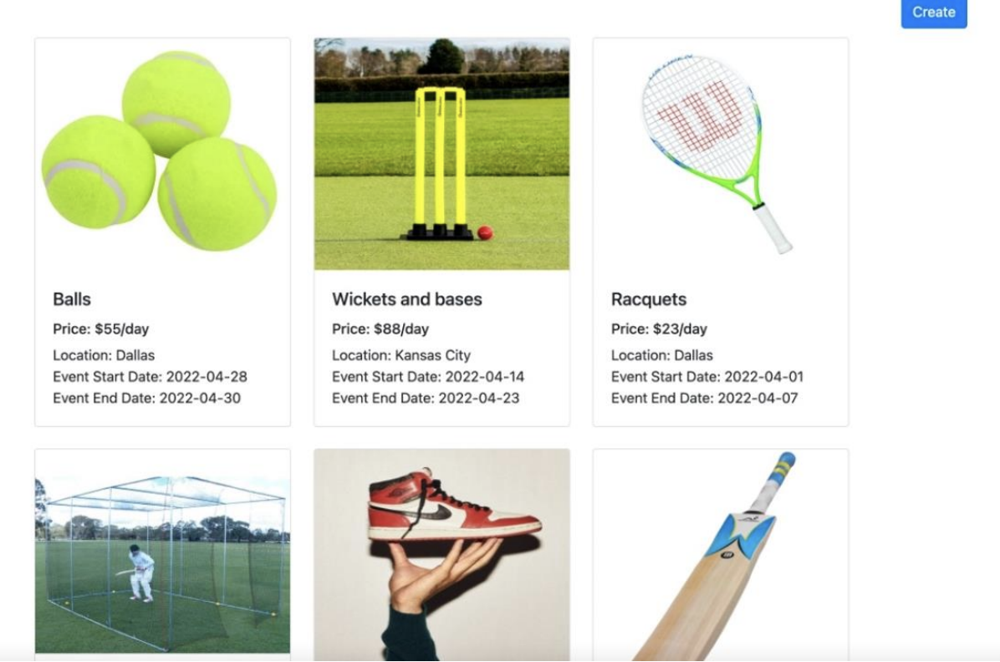 Create
Balls
Price: $55/day
Location: Dallas
Event Start Date: 2022-04-28
Event End Date: 2022-04-30
Wickets and bases
Price: $88/day
Location: Kansas City
Event Start Date: 2022-04-14
Event End Date: 2022-04-23
Racquets
Price: $23/day
Location: Dallas
Event Start Date: 2022-04-01
Event End Date: 2022-04-07